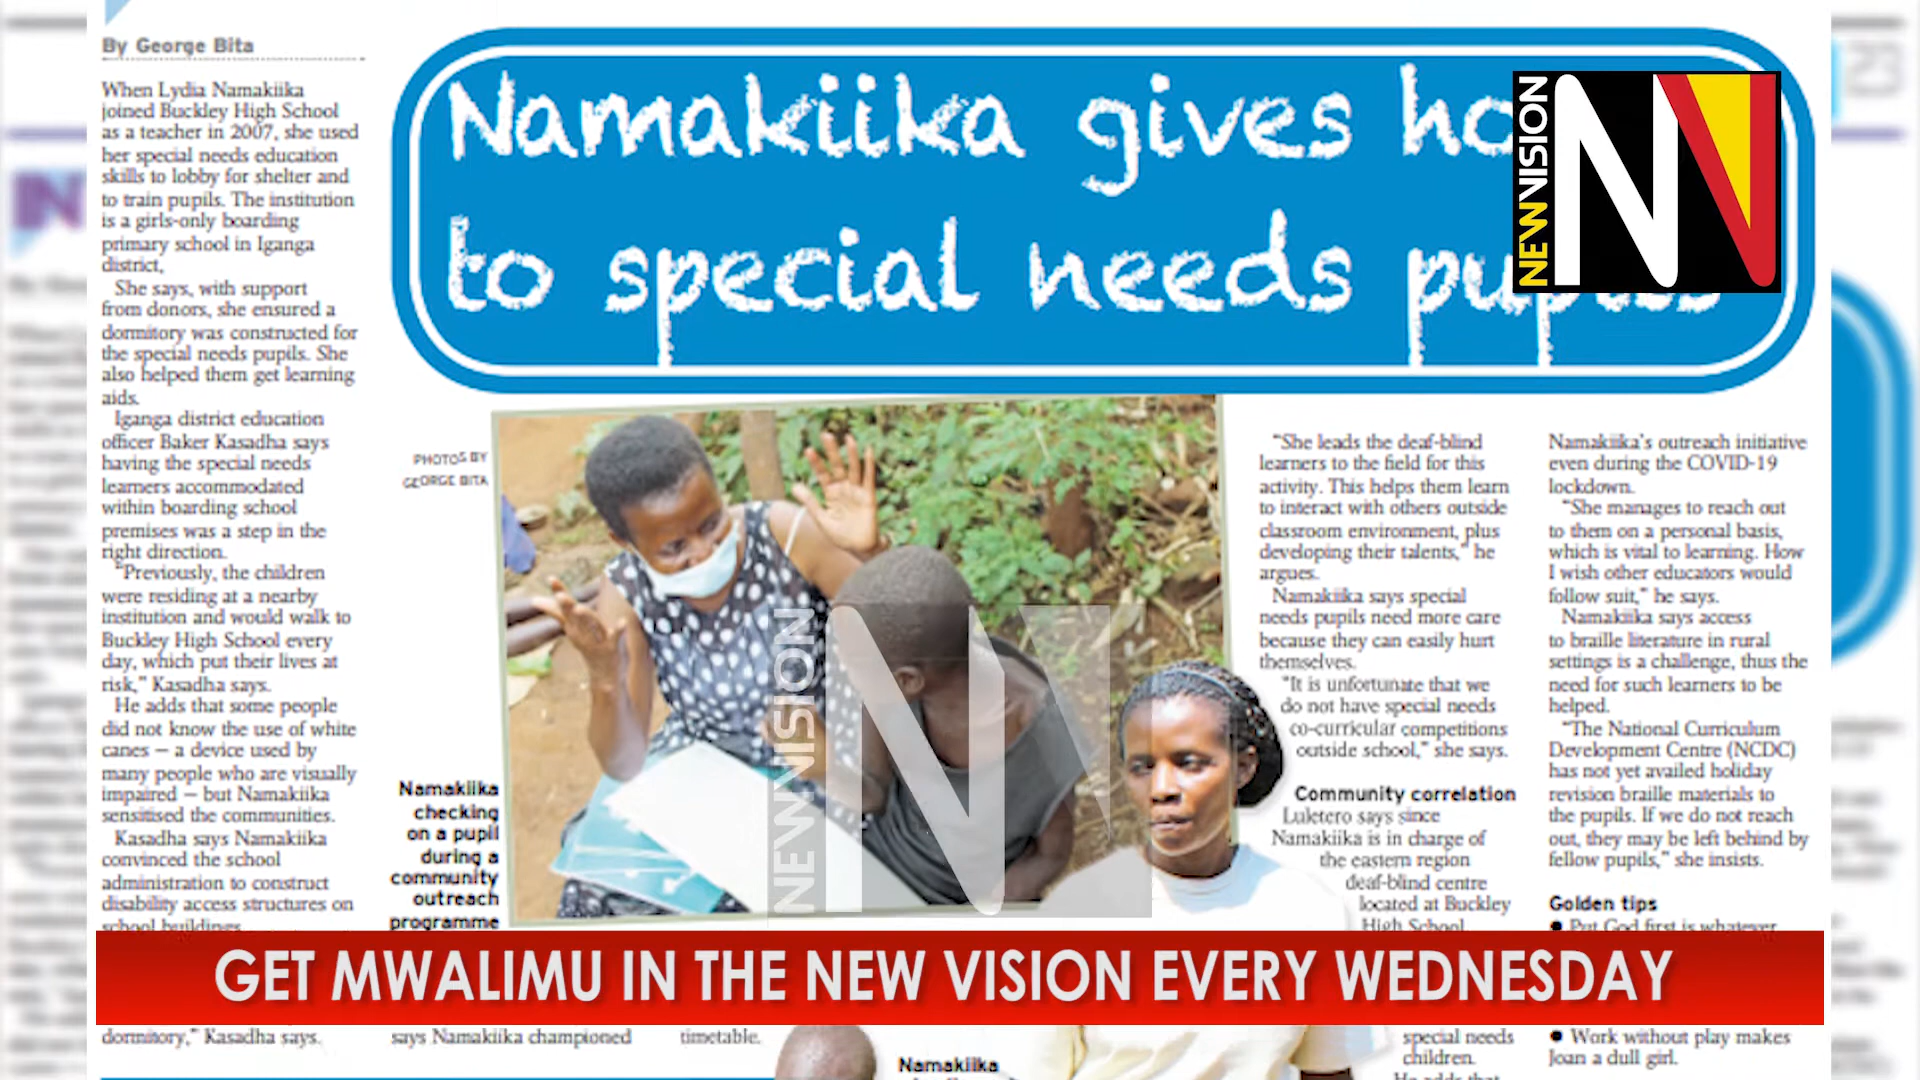 By George Bita
When Lydia Namakiika
joined Buckley High School
as a teacher in 2007, she used
her special needs education
skills to lobby for shelter and
to train pupils. The institution
is a girls-only boarding
primary school in Iganga
district,
She says, with support
from donors, she ensured a
dormitory was constructed for
the special needs pupils. She
also helped them get learning
aids.
Iganga district education
officer Baker Kasadha says
having the special needs
learners accommodated
within boarding school
premises was a step in the
right direction.
"Previously, the children
were residing at a nearby
institution and would walk to
Buckley High School every
day, which put their lives at
risk," Kasadha says.
He adds that some people
did not know the use of white
canes – a device used by
many people who are visually
impaired – but Namakiika
sensitised the communities.
Kasadha says Namakiika
convinced the school
administration to construct
disability access structures on
school buildings
dormitory," Kasadha says.
Namakiika gives
to special needs
NEW VISION
PHOTOS BY
GEORGE BITA
Namakiika
checking
on a pupil
during a
community
outreach
programme
says Namakiika championed
timetable.
NEW VISION
Namakiika
"She leads the deaf-blind
learners to the field for this
activity. This helps them learn
to interact with others outside
classroom environment, plus
developing their talents," he
argues.
Namakiika says special
needs pupils need more care
because they can easily hurt
themselves.
"It is unfortunate that we
do not have special needs
co-curricular competitions
outside school," she says.
Community correlation
Luletero says since
Namakiika is in charge of
the eastern region
deaf-blind centre
located at Buckley
High School
special needs
children.
He adds that
Namakiika's outreach initiative
even during the COVID-19
lockdown.
"She manages to reach out
to them on a personal basis,
which is vital to learning. How
I wish other educators would
follow suit," he says.
Namakiika says access
to braille literature in rural
settings is a challenge, thus the
need for such learners to be
helped.
"The National Curriculum
Development Centre (NCDC)
has not yet availed holiday
revision braille materials to
the pupils. If we do not reach
out, they may be left behind by
fellow pupils," she insists.
Golden tips
● Put God first is whatever
● Work without play makes
Joan a dull girl.
GET MWALIMU IN THE NEW VISION EVERY WEDNESDAY